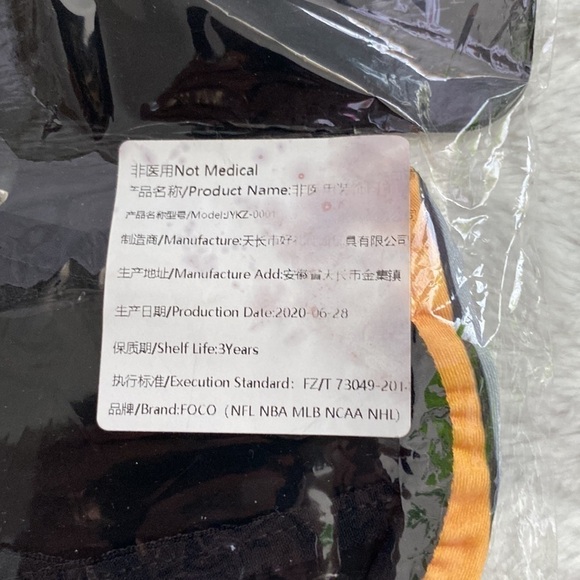 非医用Not Medical
产品名称/Product Name:非医
产品名称型号/Model:JYKZ-0001
制造商/Manufacture:天长市好 具有限公司
生产地址/Manufacture Add:安徽省天长市金集镇
生产日期/Production Date:2020-06-28
保质期/Shelf Life:3Years
执行标准/Execution Standard: FZ/T 73049-201
品牌/Brand:FOCO（NFL NBA MLB NCAA NHL)